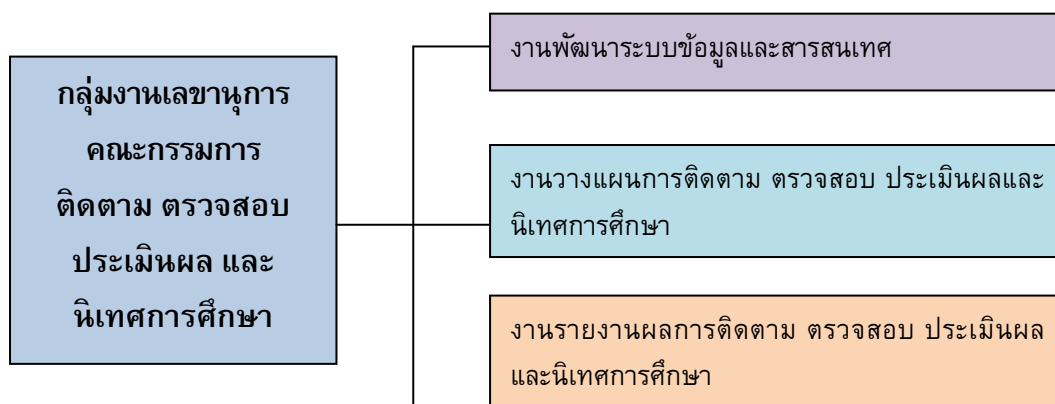 กลุ่มงานเลขานุการ
คณะกรรมการ
ติดตาม ตรวจสอบ
ประเมินผล และ
นิเทศการศึกษา
งานพัฒนาระบบข้อมูลและสารสนเทศ
งานวางแผนการติดตาม ตรวจสอบ ประเมินผลและ
นิเทศการศึกษา
งานรายงานผลการติดตาม ตรวจสอบ ประเมินผล
และนิเทศการศึกษา